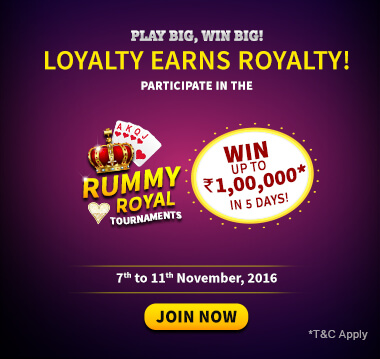 PLAY BIG, WIN BIG!
LOYALTY EARNS ROYALTY!
PARTICIPATE IN THE
A K Q J
RUMMY
ROYAL
TOURNAMENTS
WIN
UP TO
₹1,00,000*
IN 5 DAYS!
7th to 11th November, 2016
JOIN NOW
*T&C Apply